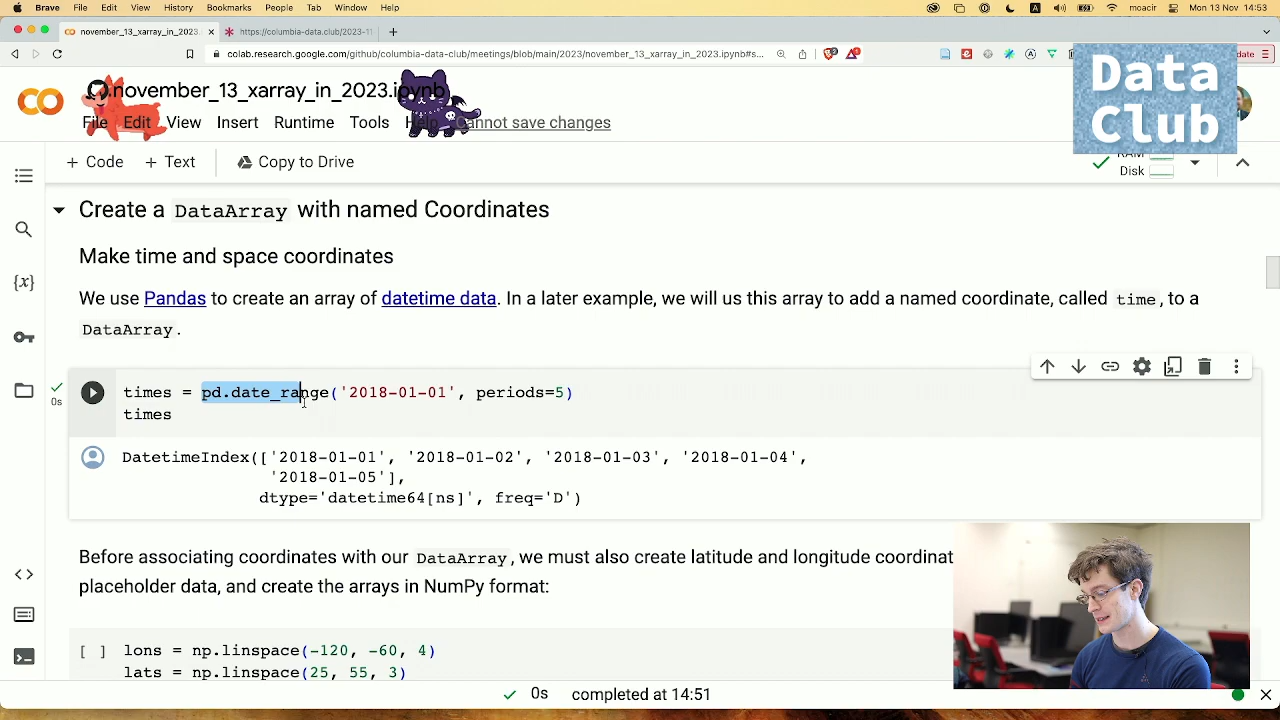 Brave File Edit View History Bookmarks People Tab Window Help
A moacir Mon 13 Nov 14:53
november_13_xarray_in_2023. × https://columbia-data-club/2023-11 × +
colab.research.google.com/github/columbia-data-club/meetings/blob/main/2023/november_13_xarray_in_2023.ipynb#s...
CO november_13_xarray_in_2023.ipynb
File Edit View Insert Runtime Tools Help Cannot save changes
Data
Club
+ Code + Text Copy to Drive
RAM
Disk
Create a DataArray with named Coordinates
Make time and space coordinates
We use Pandas to create an array of datetime data. In a later example, we will us this array to add a named coordinate, called time, to a
DataArray.
{x}
times = pd.date_range('2018-01-01', periods=5)
0s
times
DatetimeIndex(['2018-01-01', '2018-01-02', '2018-01-03', '2018-01-04',
'2018-01-05'],
dtype='datetime64[ns]', freq='D')
Before associating coordinates with our DataArray, we must also create latitude and longitude coordinat
placeholder data, and create the arrays in NumPy format:
[ ] lons = np.linspace(-120, -60, 4)
lats = np.linspace(25, 55, 3)
0s completed at 14:51